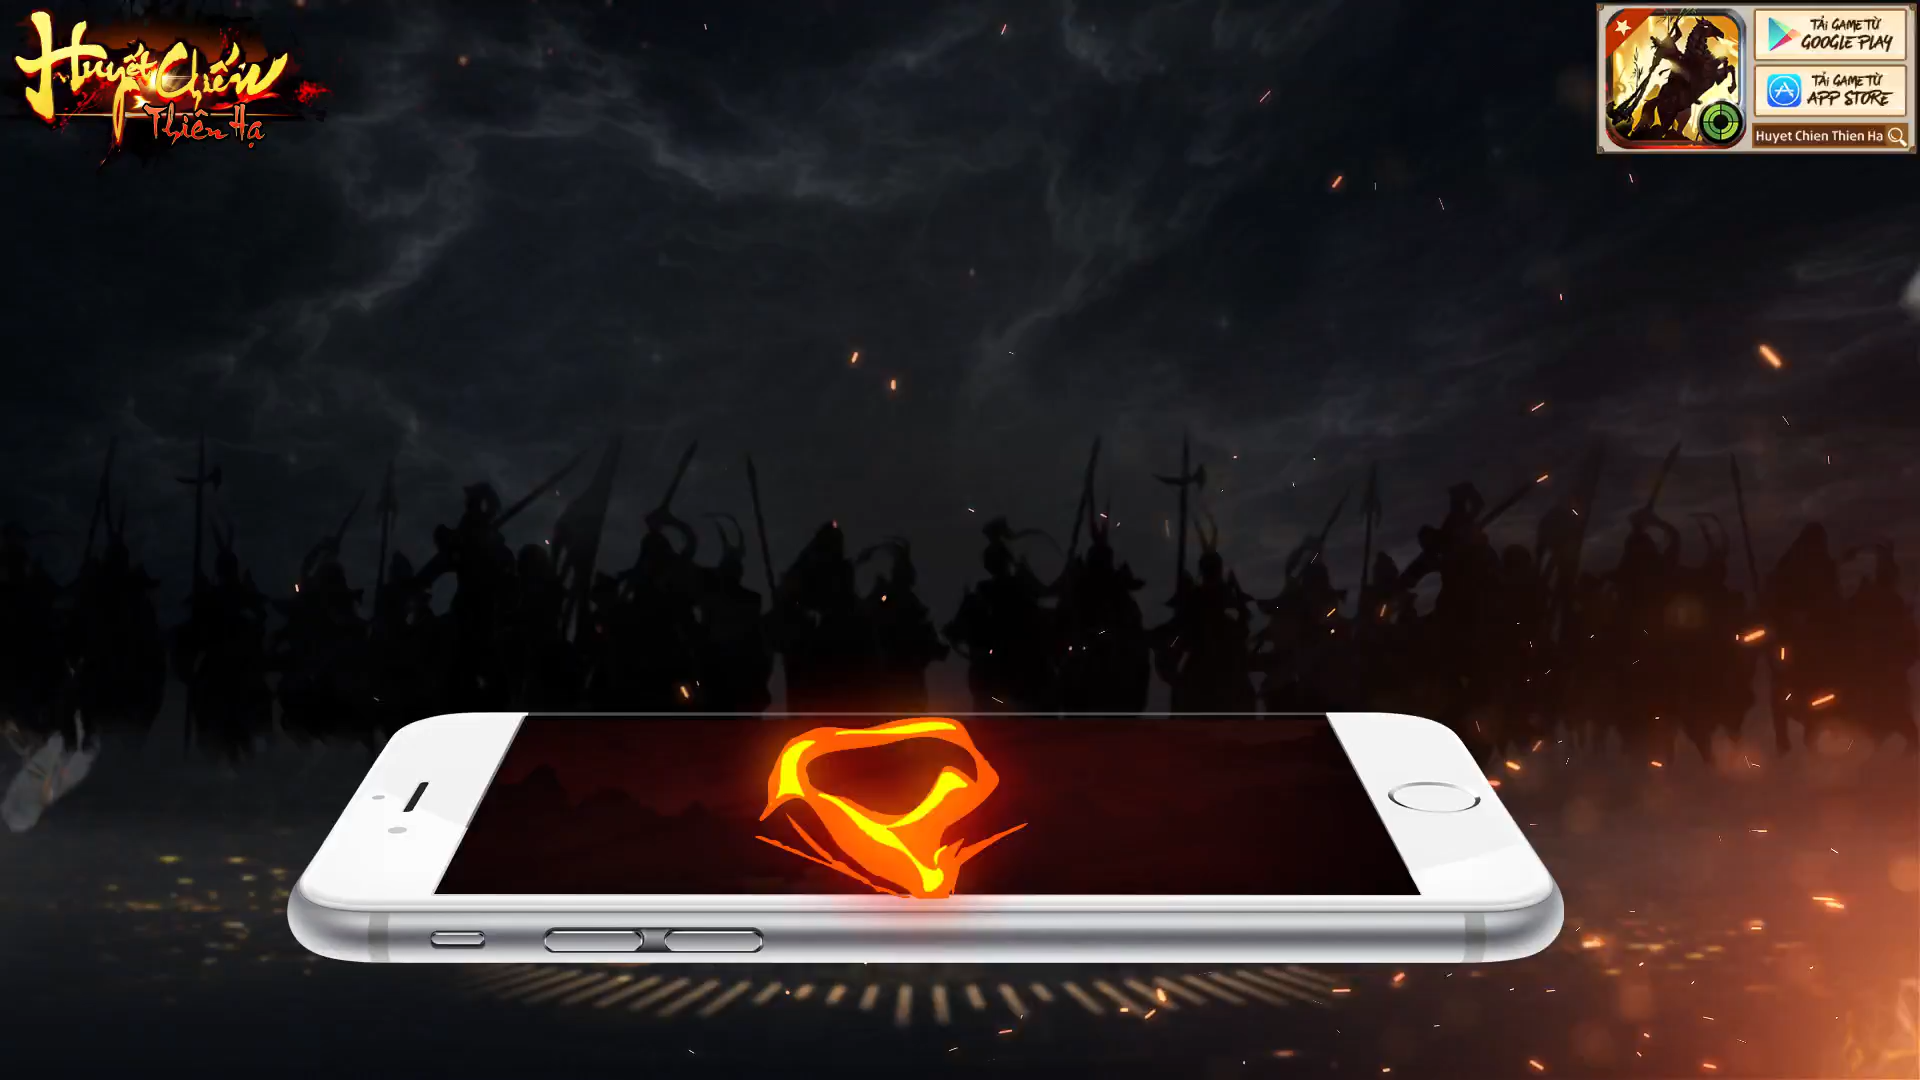 Huyết Chiến
Thiên Hạ
TẢI GAME TỪ
GOOGLE PLAY
TẢI GAME TỪ
APP STORE
Huyet Chien Thien Ha